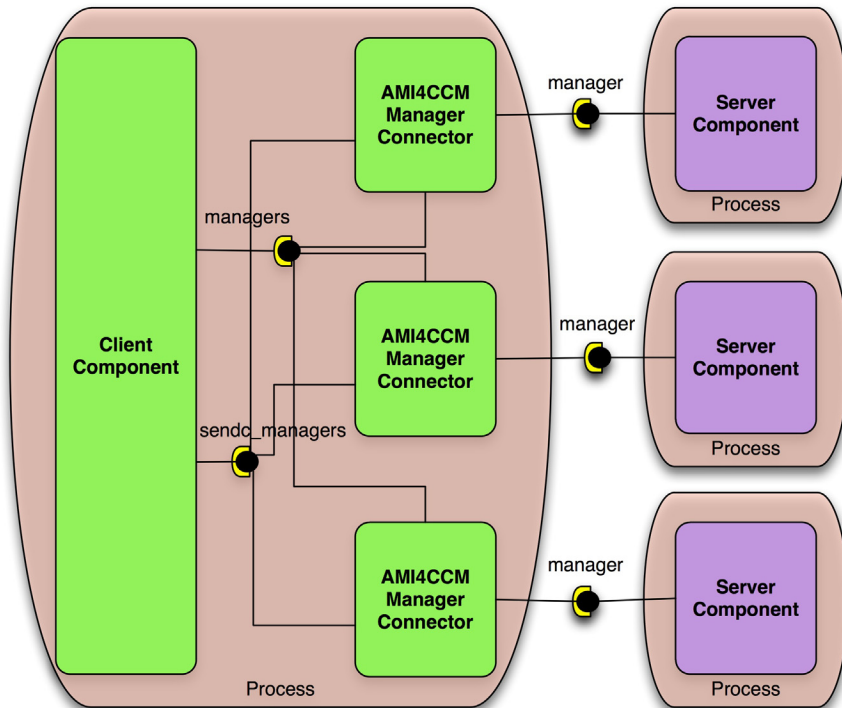 AMI4CCM
Manager
Connector
manager
Server
Component
Process
managers
Client
Component
AMI4CCM
Manager
Connector
manager
Server
Component
Process
sendc_managers
AMI4CCM
Manager
Connector
manager
Server
Component
Process
Process